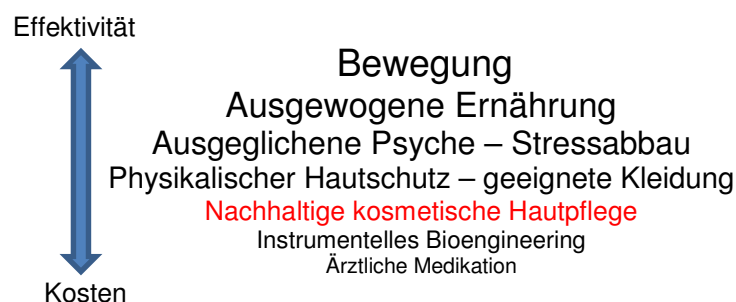 Effektivität
Bewegung
Ausgewogene Ernährung
Ausgeglichene Psyche – Stressabbau
Physikalischer Hautschutz – geeignete Kleidung
Nachhaltige kosmetische Hautpflege
Instrumentelles Bioengineering
Ärztliche Medikation
Kosten